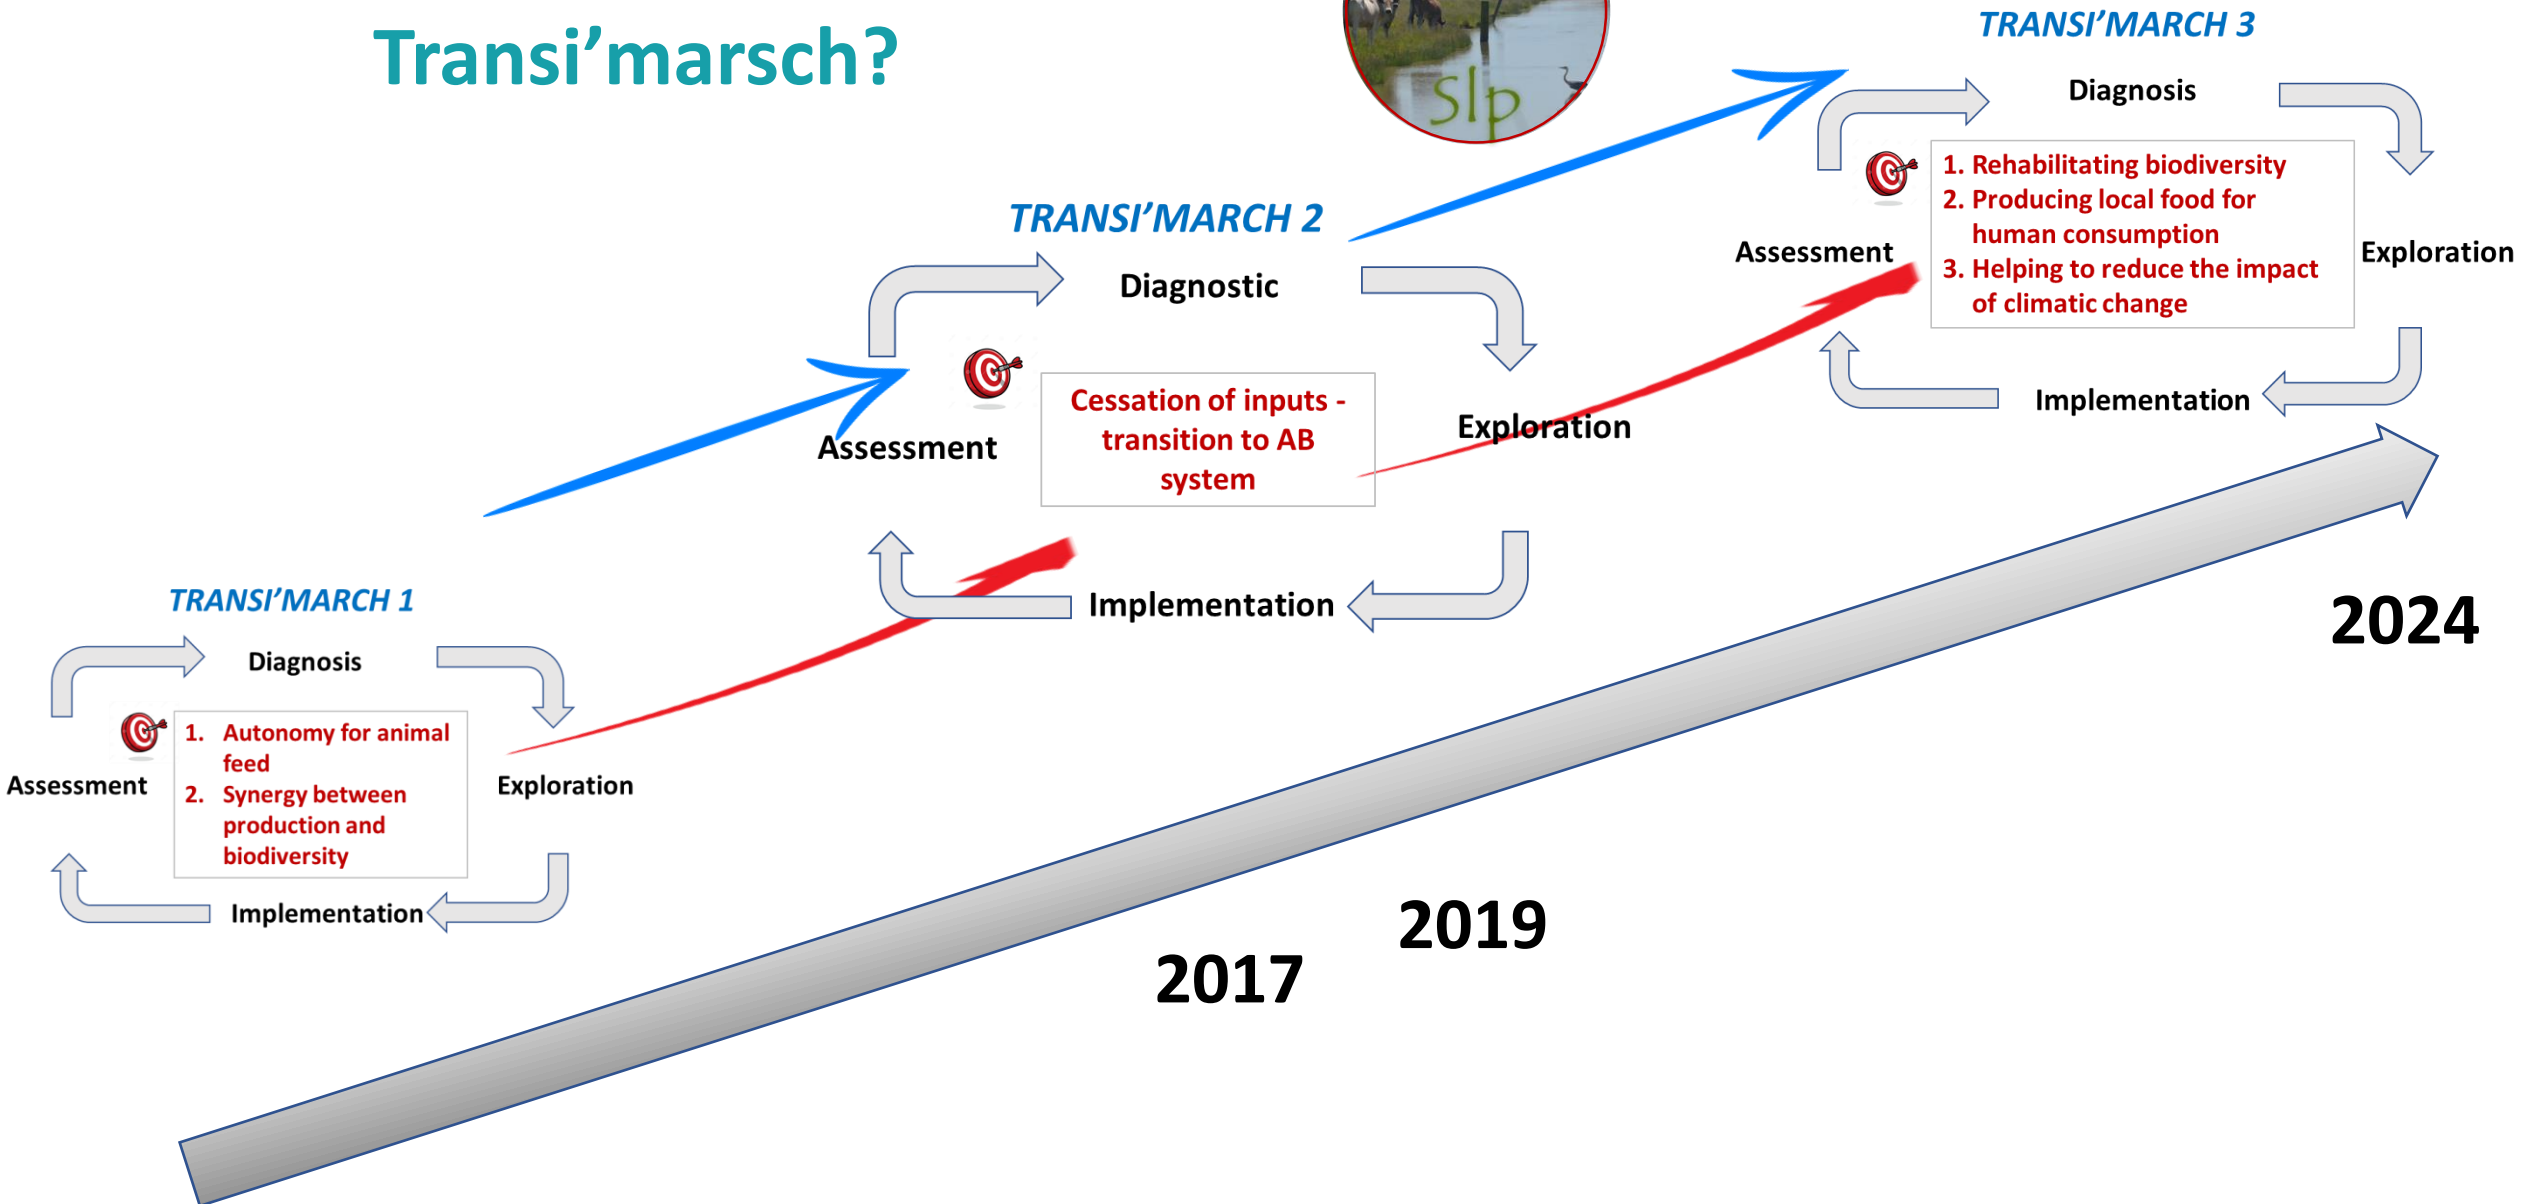 Transi’marsch?
slp
TRANSI’MARCH 3
Diagnosis
1. Rehabilitating biodiversity
2. Producing local food for
human consumption
3. Helping to reduce the impact
of climatic change
Assessment
Exploration
Implementation
TRANSI’MARCH 2
Diagnostic
Cessation of inputs -
transition to AB
system
Assessment
Exploration
Implementation
TRANSI’MARCH 1
Diagnosis
1. Autonomy for animal
feed
2. Synergy between
production and
biodiversity
Assessment
Exploration
Implementation
2017
2019
2024